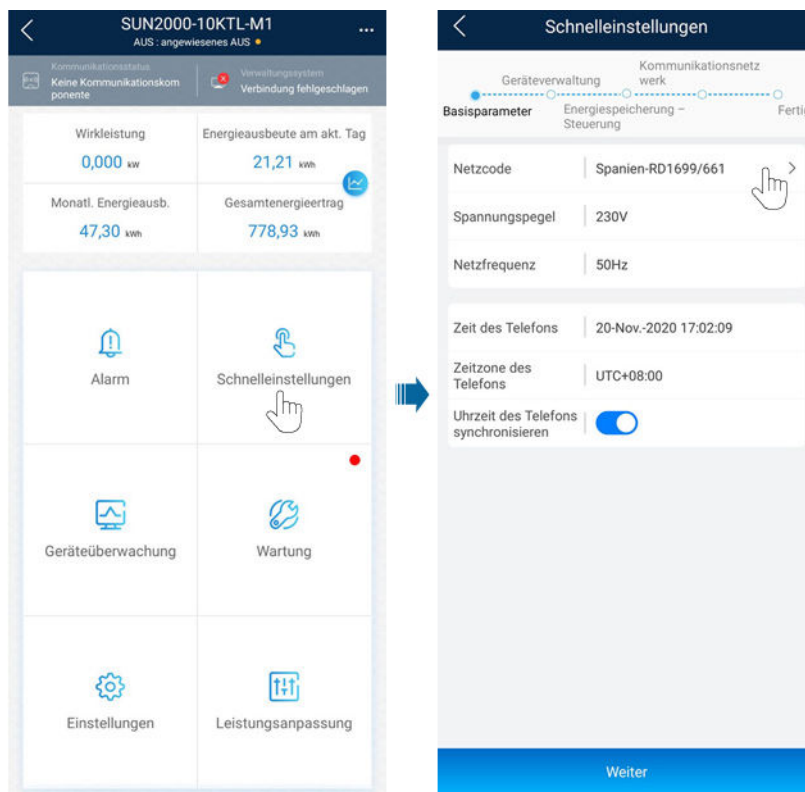 SUN2000-10KTL-M1
AUS : angewiesenes AUS
Kommunikationsstatus
Keine Kommunikationskom
ponente
Verwaltungssystem
Verbindung fehlgeschlagen
Wirkleistung
0,000 kW
Energieausbeute am akt. Tag
21,21 kWh
Monatl. Energieausb.
47,30 kWh
Gesamtenergieertrag
778,93 kWh
Alarm
Schnelleinstellungen
Geräteüberwachung
Wartung
Einstellungen
Leistungsanpassung
Schnelleinstellungen
Basisparameter
Geräteverwaltung
Energiespeicherung –
Steuerung
Kommunikationsnetz
werk
Fertig
Netzcode
Spanien-RD1699/661
Spannungspegel
230V
Netzfrequenz
50Hz
Zeit des Telefons
20-Nov.-2020 17:02:09
Zeitzone des
Telefons
UTC+08:00
Uhrzeit des Telefons
synchronisieren
Weiter